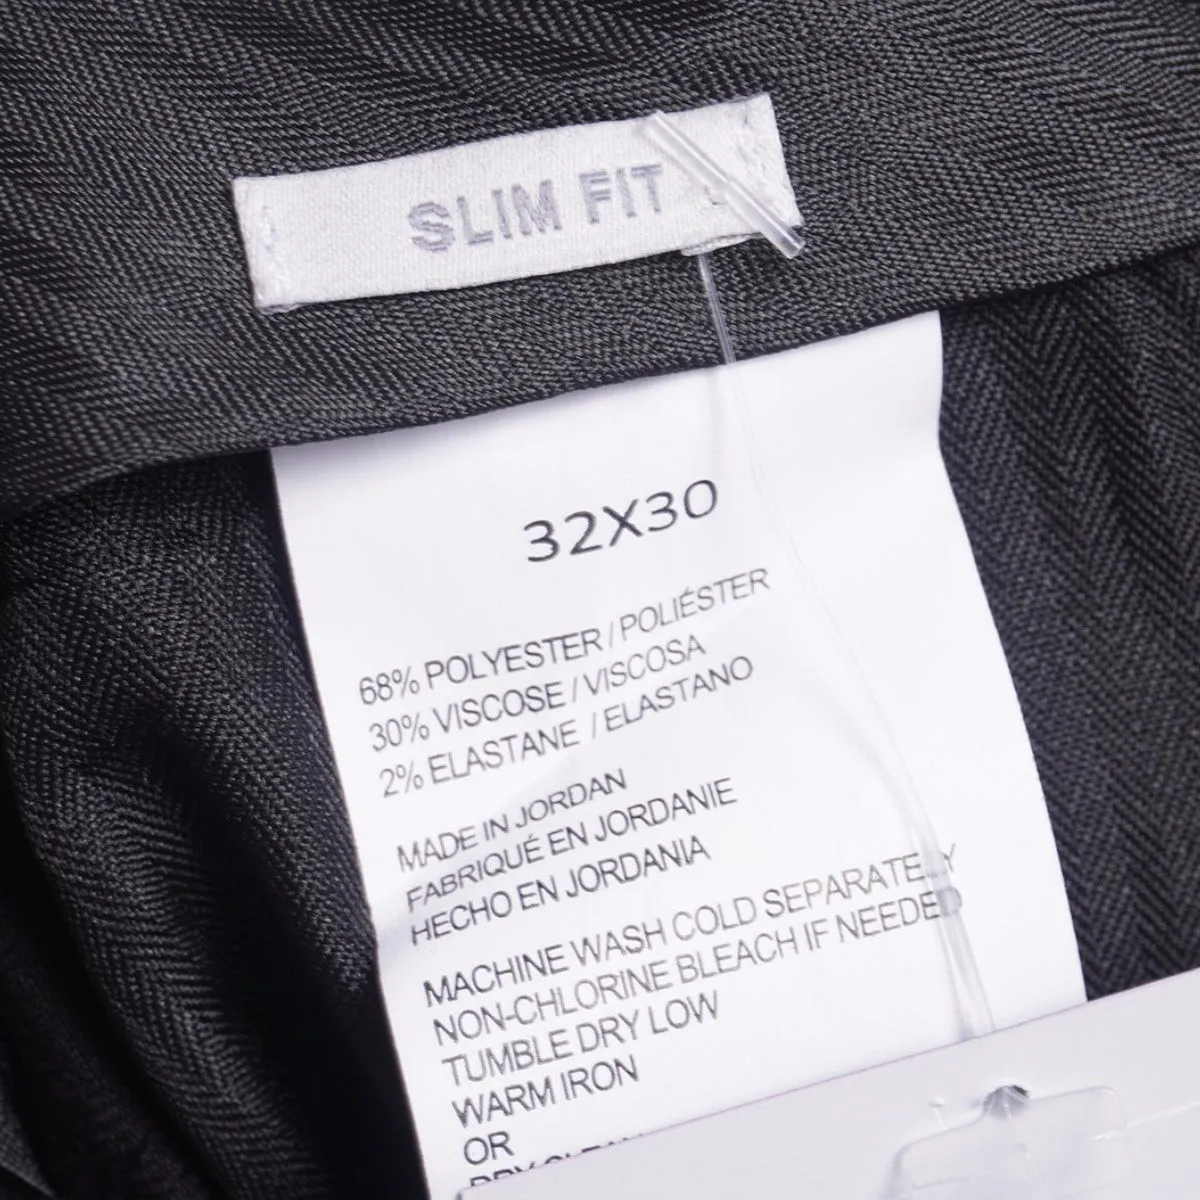 SLIM FIT
32X30
68% POLYESTER / POLIÉSTER
30% VISCOSE / VISCOSA
2% ELASTANE / ELASTANO
MADE IN JORDAN
FABRIQUÉ EN JORDANIE
HECHO EN JORDANIA
MACHINE WASH COLD SEPARATELY
NON-CHLORINE BLEACH IF NEEDED
TUMBLE DRY LOW
WARM IRON
OR